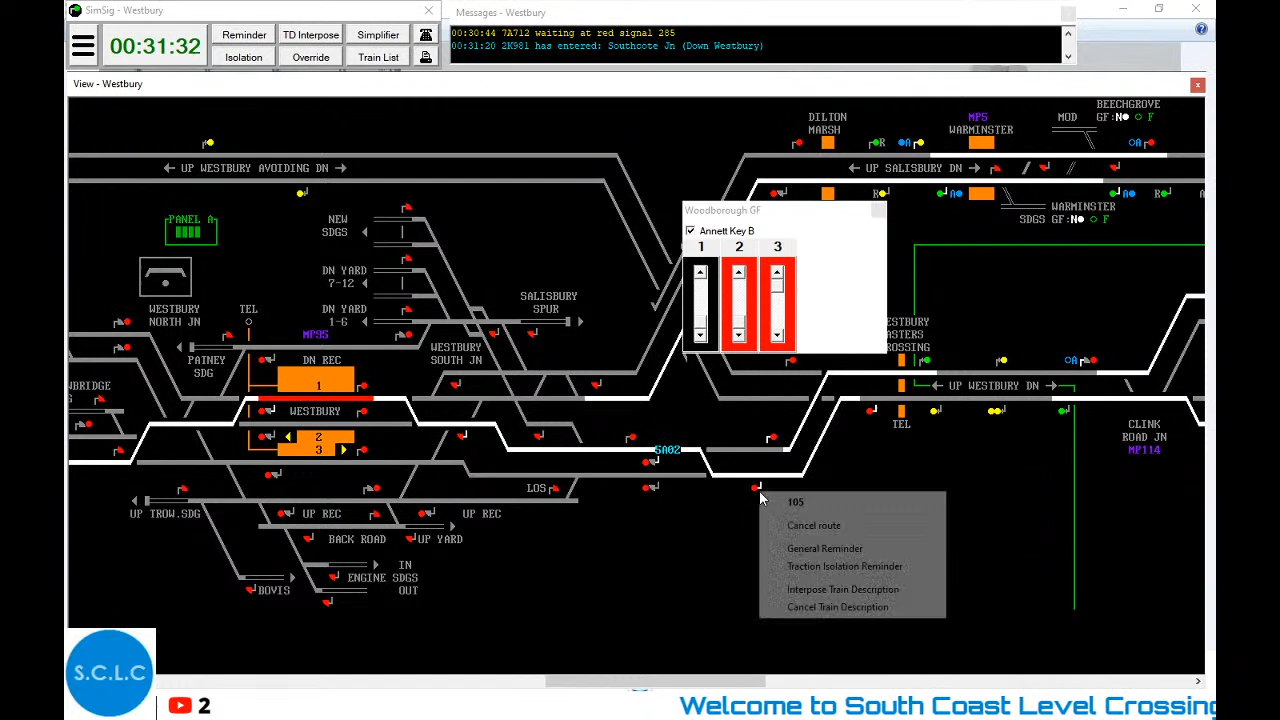 SimSig - Westbury
Messages - Westbury
00:31:32
Reminder
TD Interpose
Simplifier
Isolation
Override
Train List
00:30:44 7A712 waiting at red signal 285
00:31:20 2K981 has entered: Southcote Jn (Down Westbury)
View - Westbury
← UP WESTBURY AVOIDING DN →
DILTON
MARSH
MP5
WARMINSTER
MOD
BEECHGROVE
GF:N F
R
A
A
← UP SALISBURY DN →
R
A
A
R
WARMINSTER
SDGS GF:N F
PANEL A
NEW
SDGS
DN YARD
7-12
DN YARD
1-6
SALISBURY
SPUR
WESTBURY
NORTH JN
TEL
MP95
PAINEY
SDG
DN REC
WESTBURY
SOUTH JN
1
WESTBURY
2
3
Woodborough GF
Annett Key B
1 2 3
ESTBURY
ASTERS
CROSSING
A
← UP WESTBURY DN →
TEL
CLINK
ROAD JN
MP114
WBRIDGE
5A02
LOS
UP TROW.SDG
UP REC
UP REC
BACK ROAD
UP YARD
IN
ENGINE SDGS
OUT
BOVIS
105
Cancel route
General Reminder
Traction Isolation Reminder
Interpose Train Description
Cancel Train Description
S.C.L.C
2
Welcome to South Coast Level Crossing